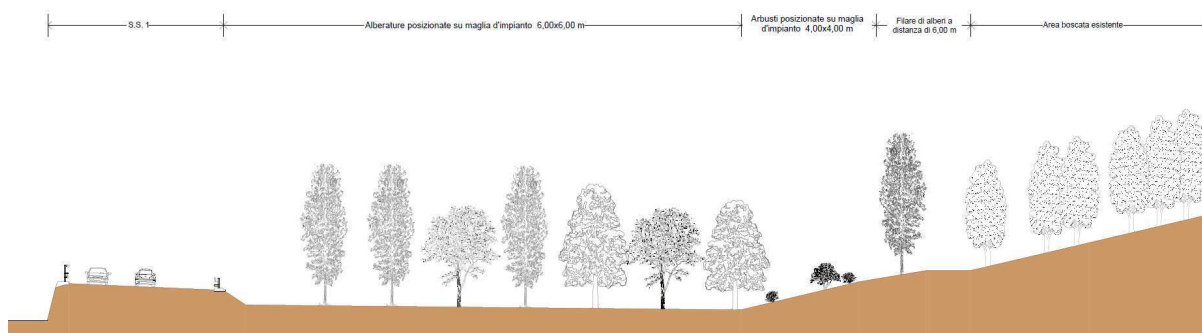 S.S. 1
Alberature posizionate su maglia d'impianto 6,00x6,00 m
Arbusti posizionate su maglia
d'impianto 4,00x4,00 m
Filare di alberi a
distanza di 6,00 m
Area boscata esistente